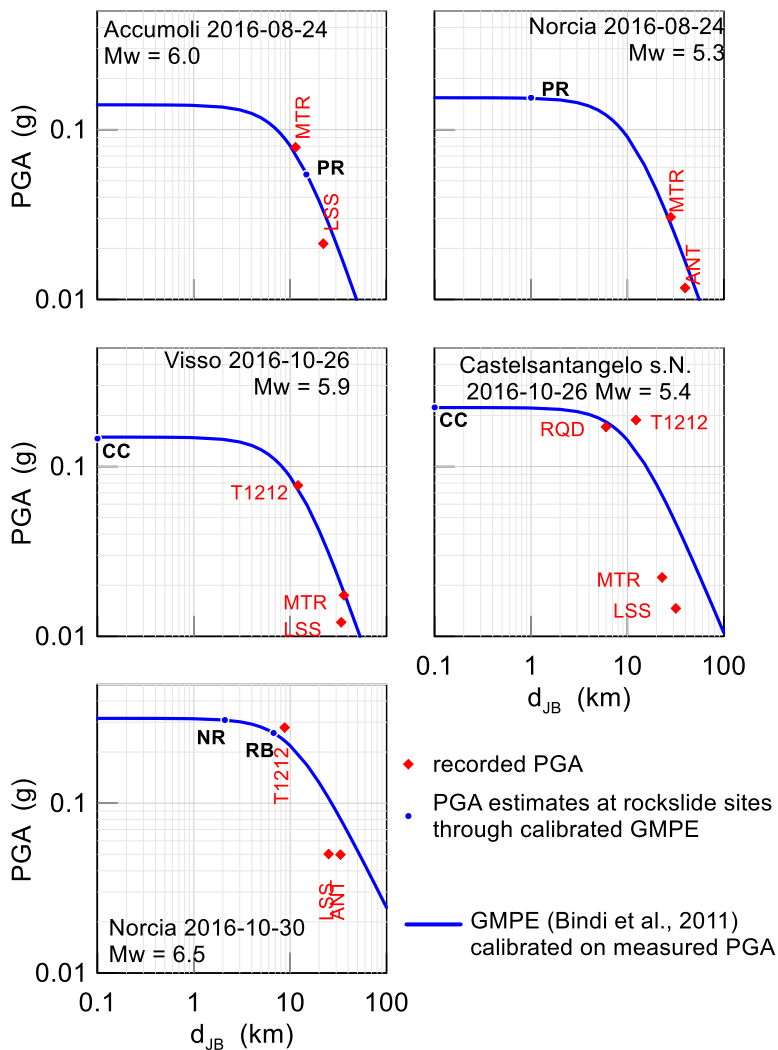 Accumoli 2016-08-24
Mw = 6.0
PGA (g)
0.1
0.01
MTR
PR
LSS
Norcia 2016-08-24
Mw = 5.3
PR
MTR
ANT
Visso 2016-10-26
Mw = 5.9
PGA (g)
0.1
0.01
CC
T1212
MTR
LSS
Castelsantangelo s.N.
2016-10-26 Mw = 5.4
CC
RQD
T1212
MTR
LSS
0.1 1 10 100
dJB (km)
PGA (g)
0.1
0.01
NR
RB
T1212
LSS
ANT
Norcia 2016-10-30
Mw = 6.5
0.1 1 10 100
dJB (km)
recorded PGA
PGA estimates at rockslide sites
through calibrated GMPE
GMPE (Bindi et al., 2011)
calibrated on measured PGA